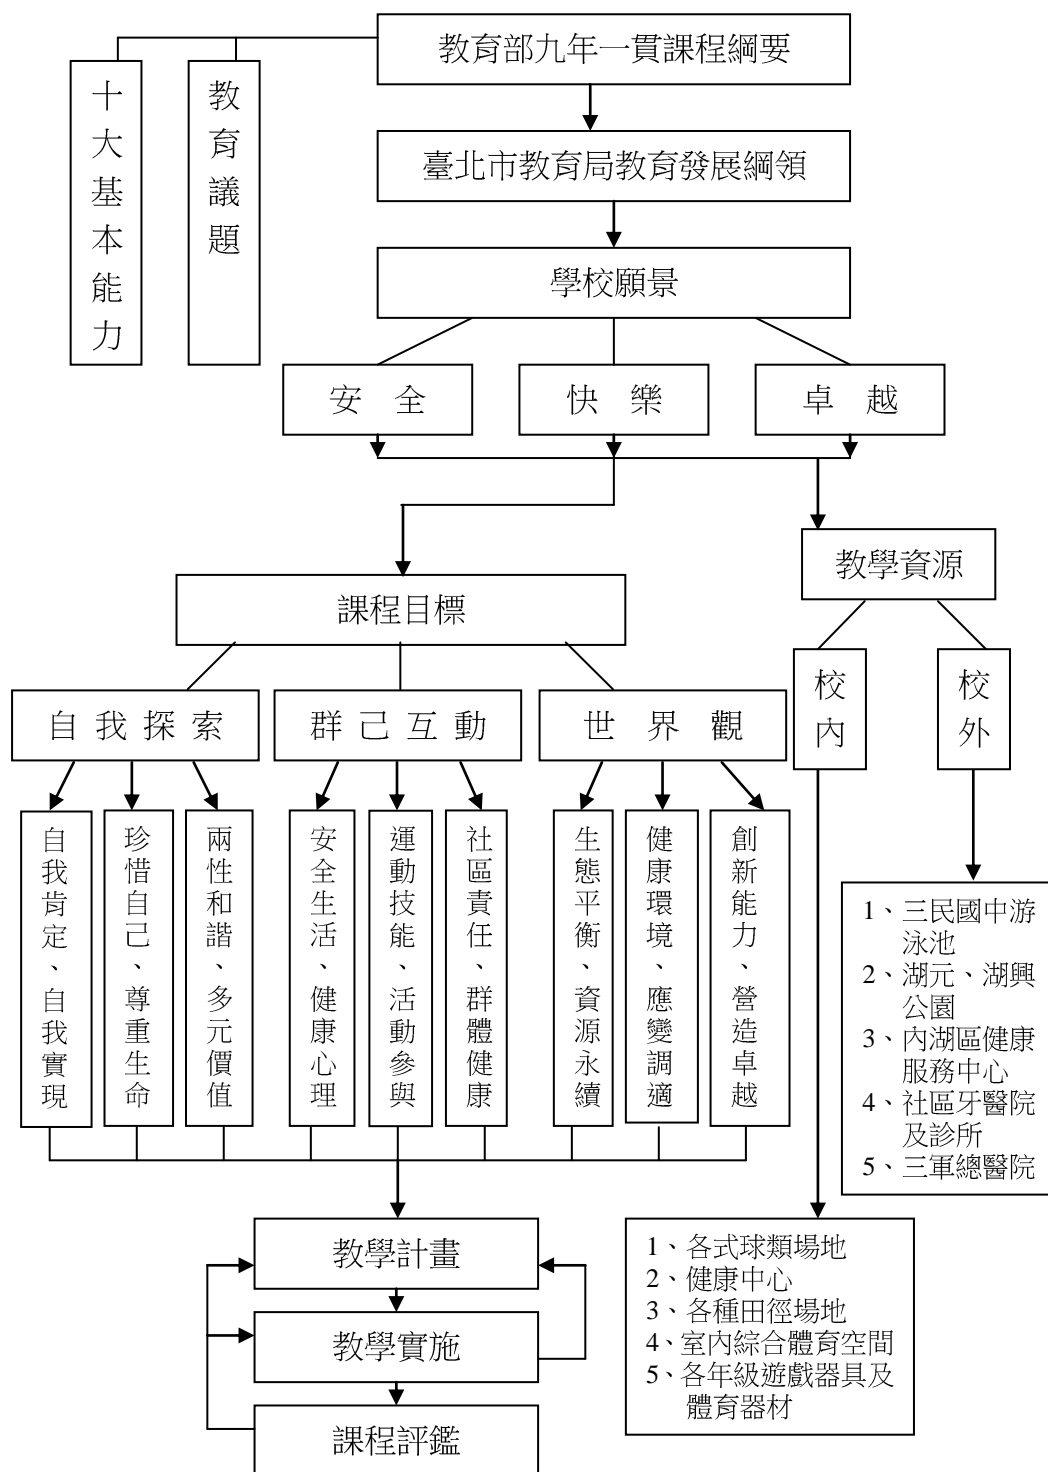 教育部九年一貫課程綱要
十大基本能力
教育議題
臺北市教育局教育發展綱領
學校願景
安全
快樂
卓越
教學資源
課程目標
校內
校外
自我探索
群己互動
世界觀
自我肯定、自我實現
珍惜自己、尊重生命
兩性和諧、多元價值
安全生活、健康心理
運動技能、活動參與
社區責任、群體健康
生態平衡、資源永續
健康環境、應變調適
創新能力、營造卓越
1、三民國中游
泳池
2、湖元、湖興
公園
3、內湖區健康
服務中心
4、社區牙醫院
及診所
5、三軍總醫院
教學計畫
教學實施
課程評鑑
1、各式球類場地
2、健康中心
3、各種田徑場地
4、室內綜合體育空間
5、各年級遊戲器具及
體育器材